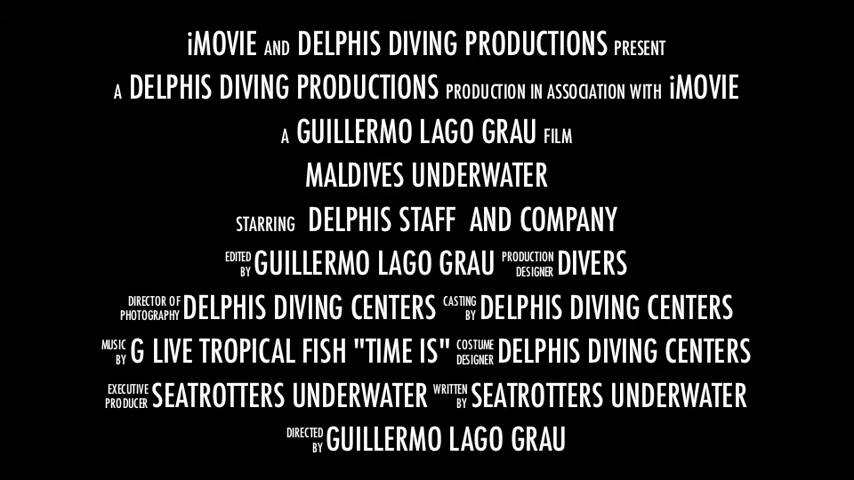 iMOVIE AND DELPHIS DIVING PRODUCTIONS PRESENT
A DELPHIS DIVING PRODUCTIONS PRODUCTION IN ASSOCIATION WITH iMOVIE
A GUILLERMO LAGO GRAU FILM
MALDIVES UNDERWATER
STARRING DELPHIS STAFF AND COMPANY
EDITED BY GUILLERMO LAGO GRAU PRODUCTION DESIGNER DIVERS
DIRECTOR OF PHOTOGRAPHY DELPHIS DIVING CENTERS CASTING BY DELPHIS DIVING CENTERS
MUSIC BY G LIVE TROPICAL FISH "TIME IS" COSTUME DESIGNER DELPHIS DIVING CENTERS
EXECUTIVE PRODUCER SEATROTTERS UNDERWATER WRITTEN BY SEATROTTERS UNDERWATER
DIRECTED BY GUILLERMO LAGO GRAU